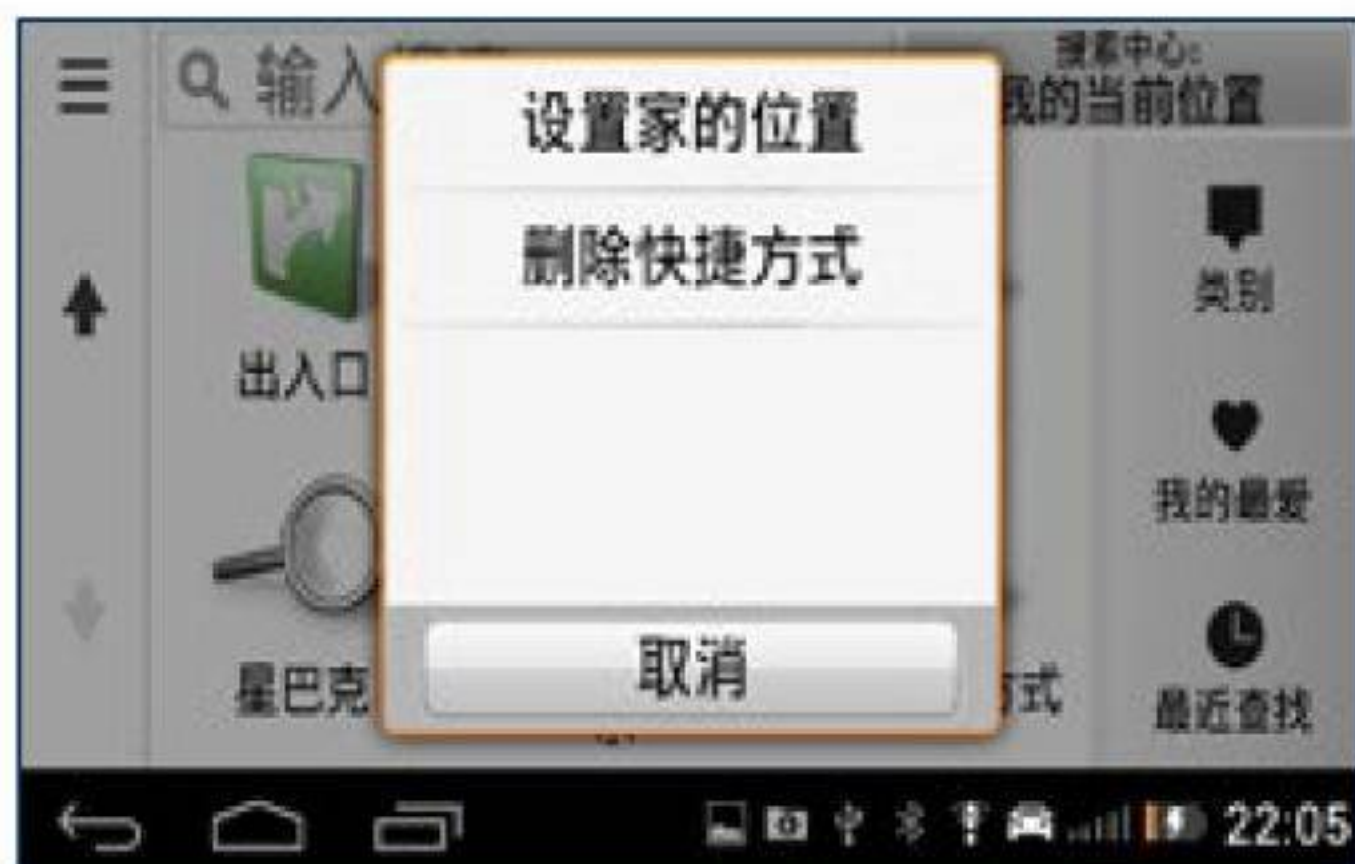 输入
搜索中心:
我的当前位置
设置家的位置
删除快捷方式
类别
出入口
我的最爱
星巴克
取消
方式
最近查找
22:05